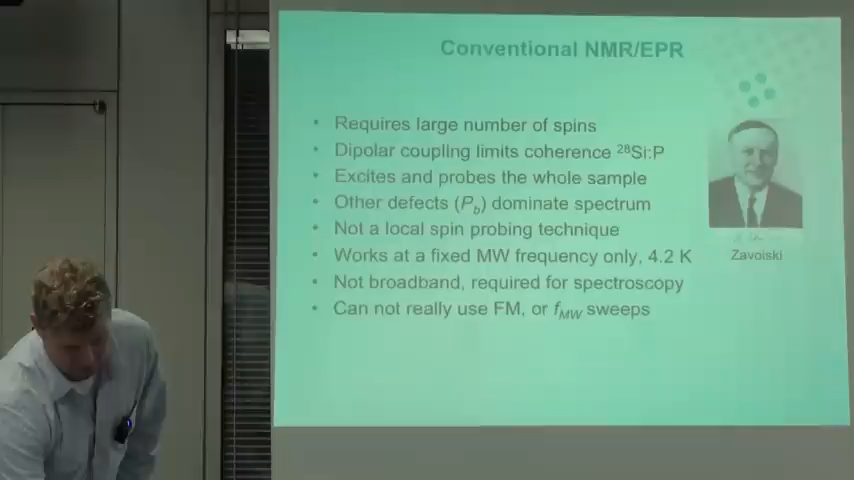 Conventional NMR/EPR
• Requires large number of spins
• Dipolar coupling limits coherence ²⁸Si:P
• Excites and probes the whole sample
• Other defects (P_b) dominate spectrum
• Not a local spin probing technique
• Works at a fixed MW frequency only, 4.2 K
• Not broadband, required for spectroscopy
• Can not really use FM, or f_MW sweeps
Zavoiski